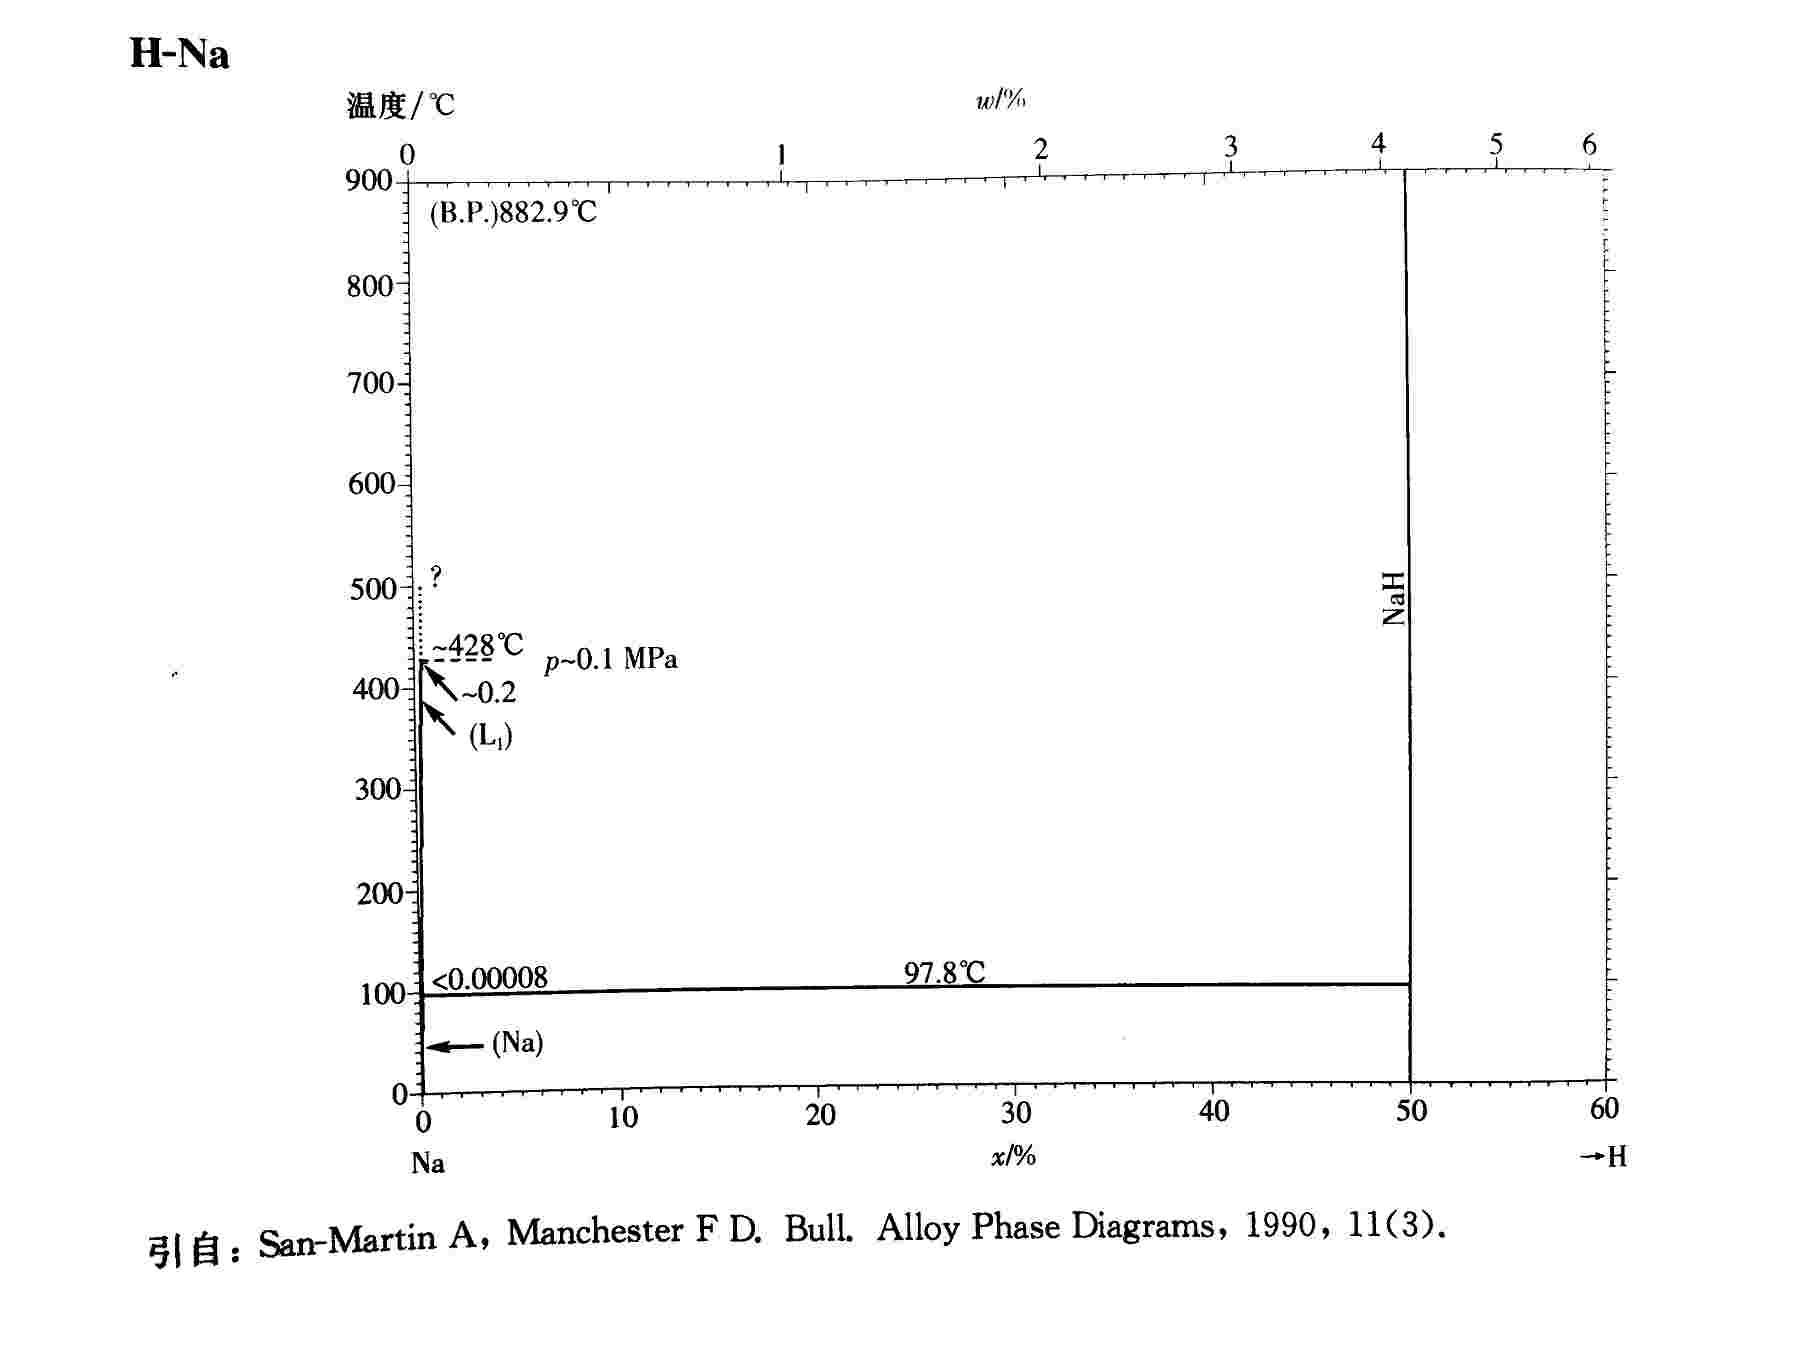 H-Na
温度/℃
w/%
0 1 2 3 4 5 6
900
(B.P.)882.9℃
800
700
600
500
?
~428℃
p~0.1 MPa
400
~0.2
(L₁)
NaH
300
200
<0.00008
97.8℃
100
(Na)
0
0 10 20 30 40 50 60
Na
x/%
→H
引自：San-Martin A, Manchester F D. Bull. Alloy Phase Diagrams, 1990, 11(3).